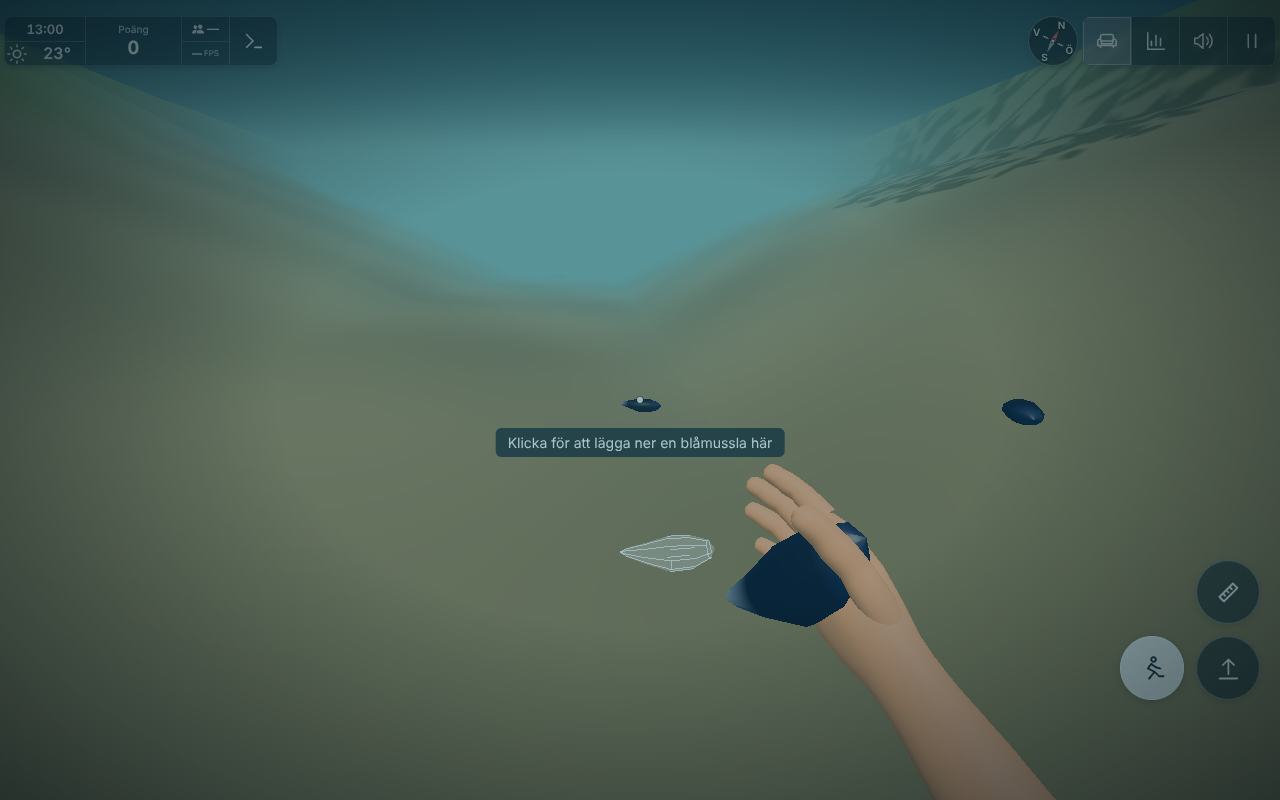 13:00
23°
Poäng
0
—
— FPS
N
V
Ö
S
Klicka för att lägga ner en blåmussla här